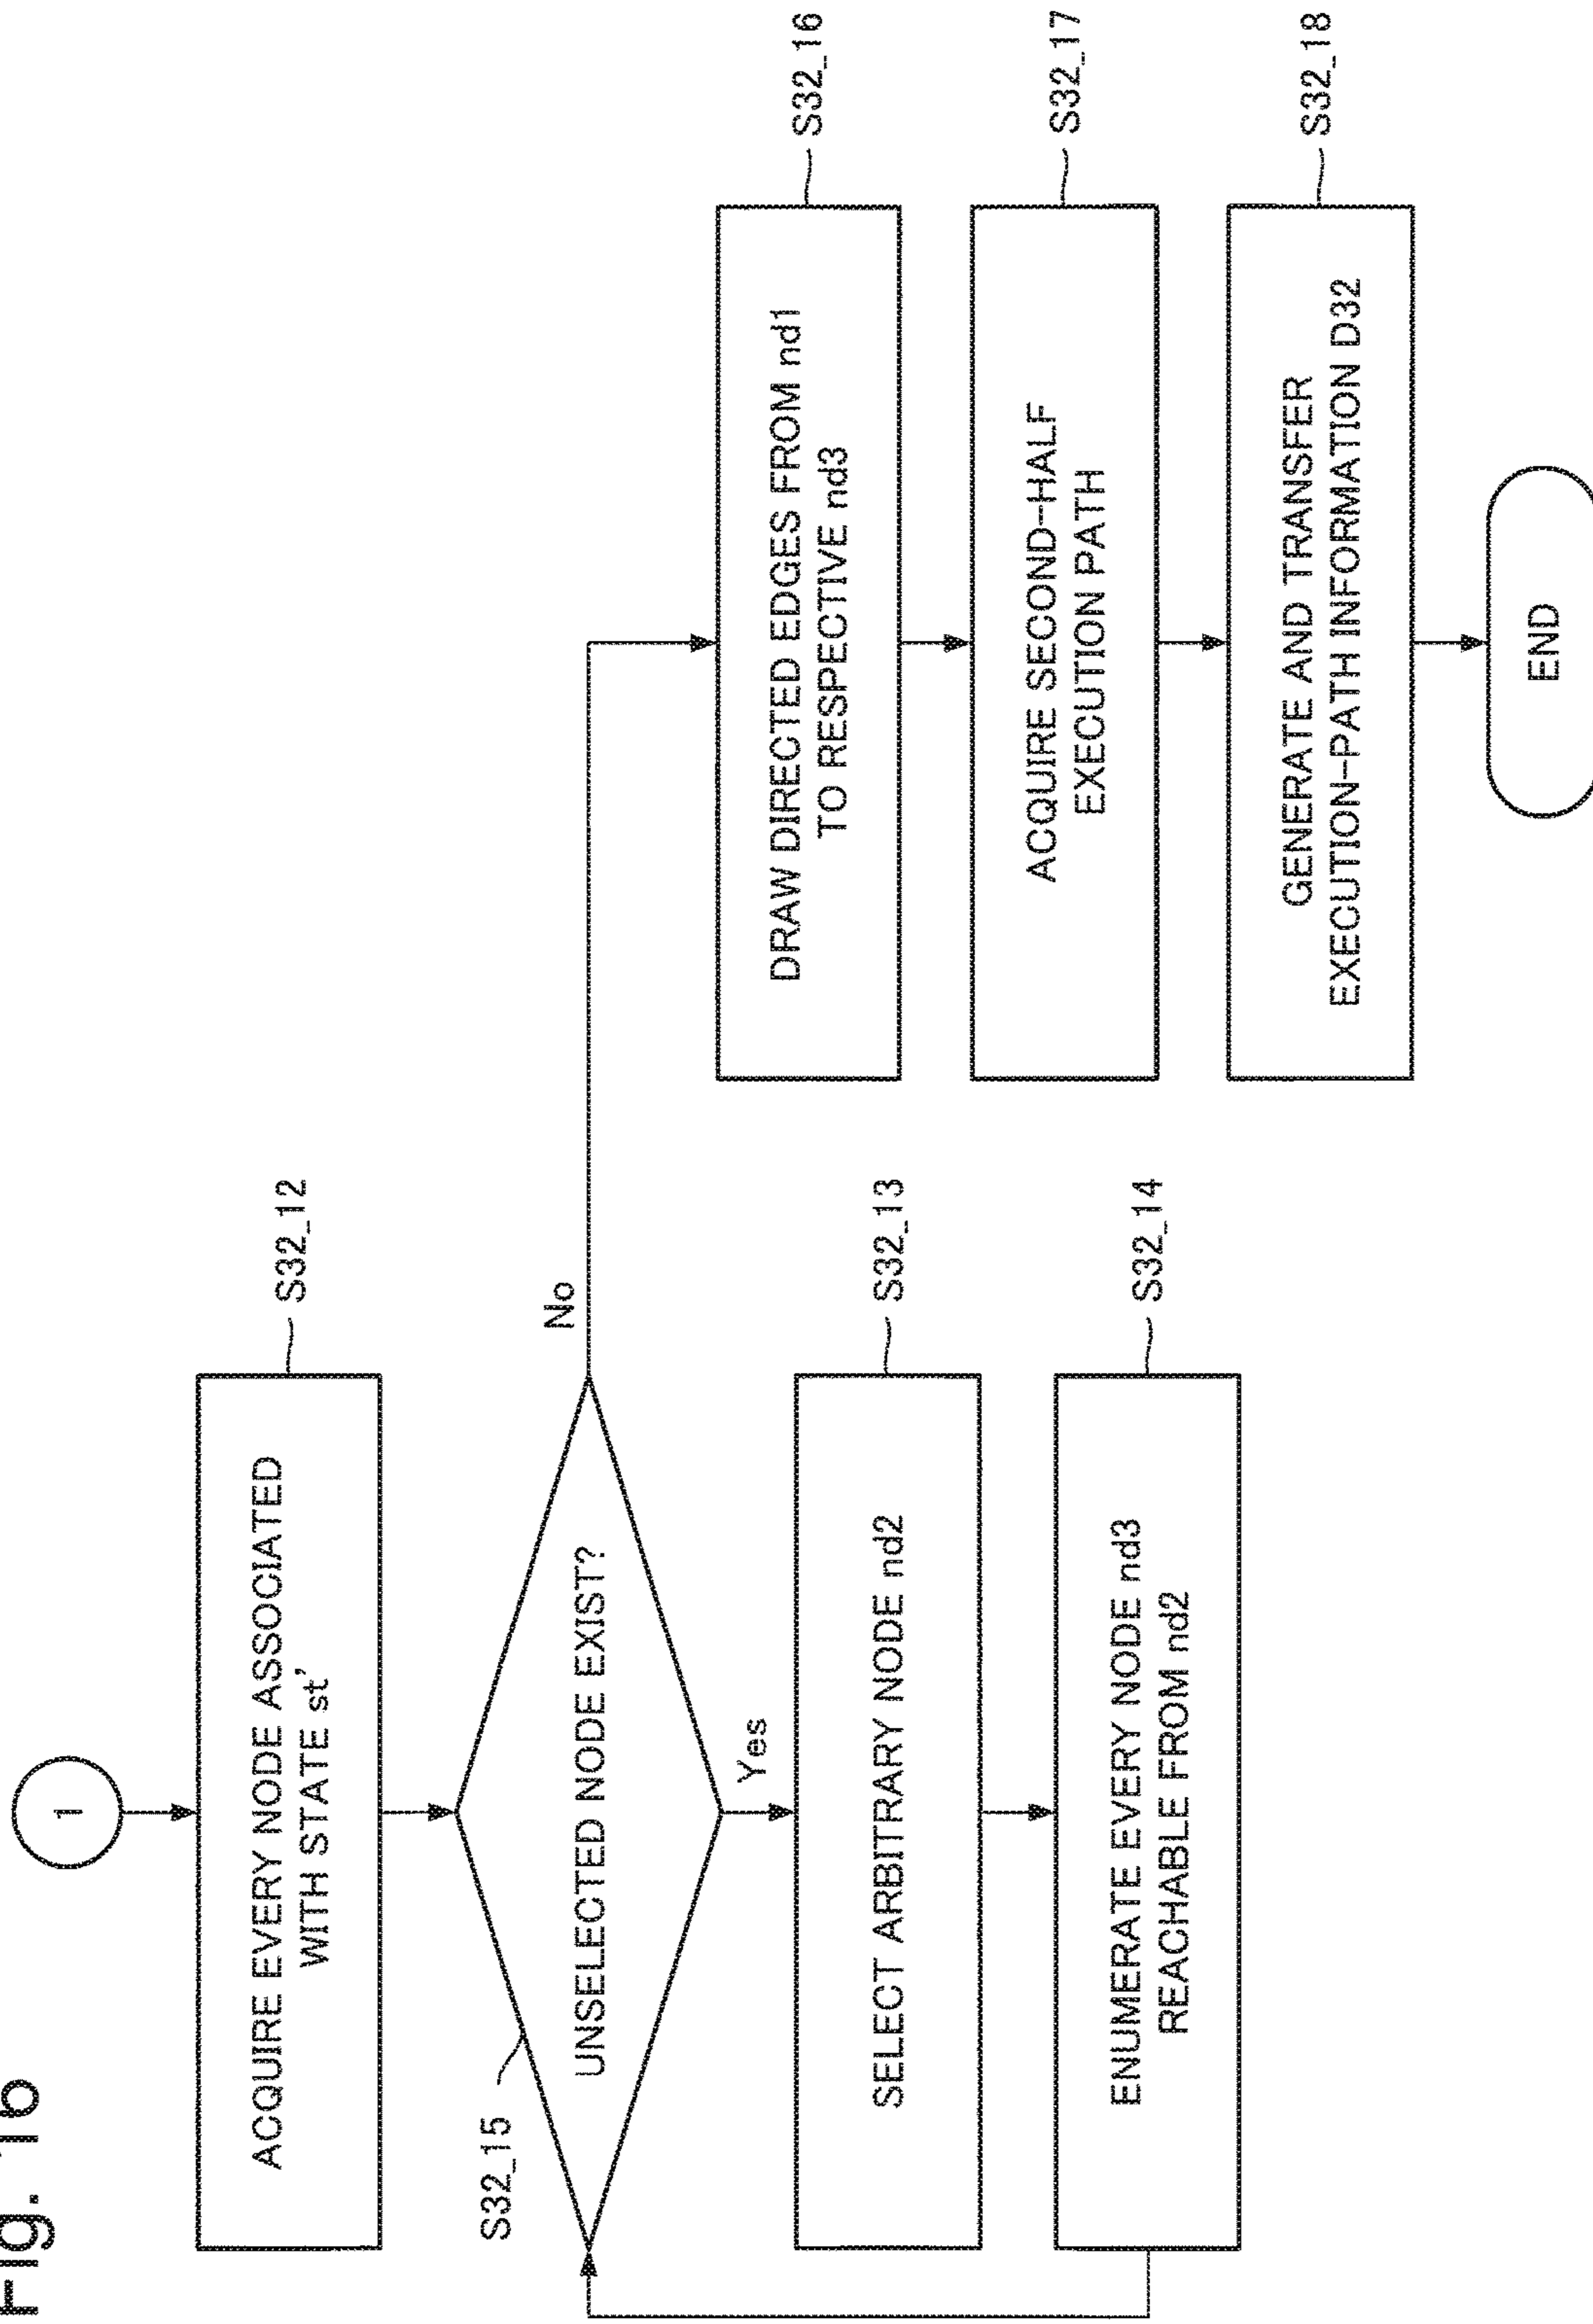 Fig. 16
1
ACQUIRE EVERY NODE ASSOCIATED
WITH STATE st'
S32_12
S32_15
UNSELECTED NODE EXIST?
No
Yes
SELECT ARBITRARY NODE nd2
S32_13
ENUMERATE EVERY NODE nd3
REACHABLE FROM nd2
S32_14
DRAW DIRECTED EDGES FROM nd1
TO RESPECTIVE nd3
S32_16
ACQUIRE SECOND-HALF
EXECUTION PATH
S32_17
GENERATE AND TRANSFER
EXECUTION-PATH INFORMATION D32
S32_18
END